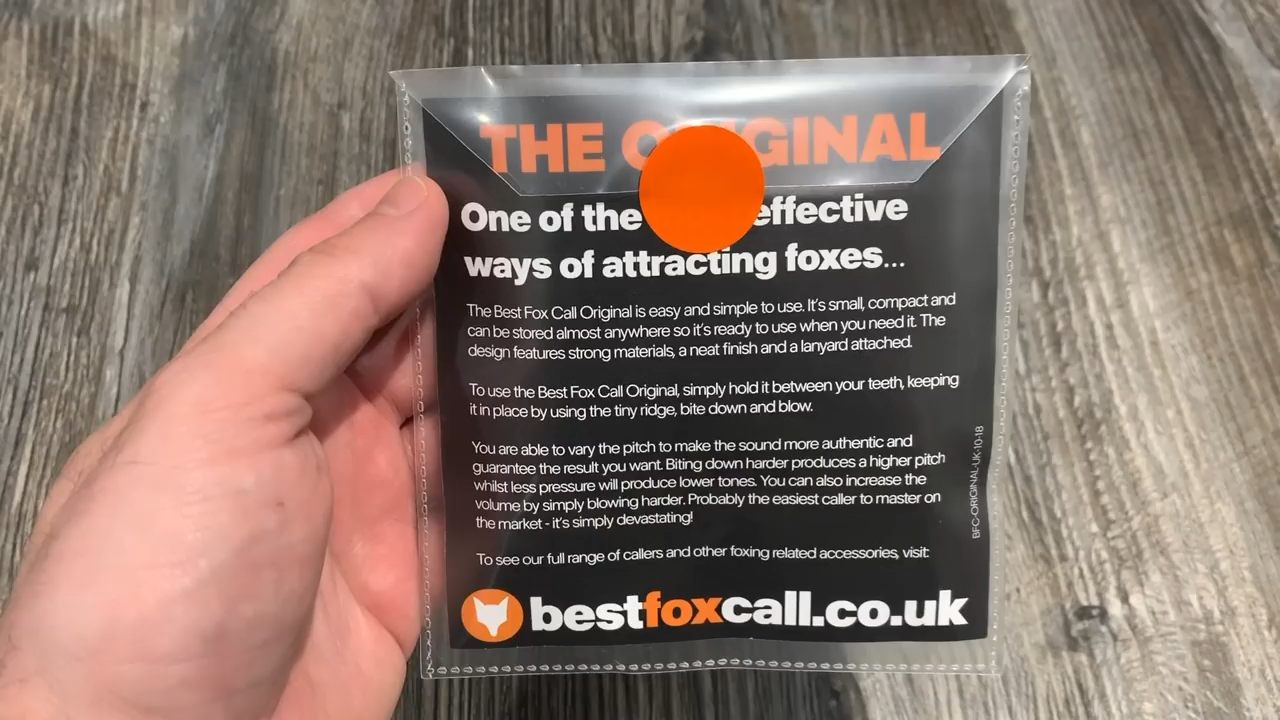 THE ORIGINAL
One of the effective
ways of attracting foxes...
The Best Fox Call Original is easy and simple to use. It's small, compact and
can be stored almost anywhere so it's ready to use when you need it. The
design features strong materials, a neat finish and a lanyard attached.
To use the Best Fox Call Original, simply hold it between your teeth, keeping
it in place by using the tiny ridge, bite down and blow.
You are able to vary the pitch to make the sound more authentic and
guarantee the result you want. Biting down harder produces a higher pitch
whilst less pressure will produce lower tones. You can also increase the
volume by simply blowing harder. Probably the easiest caller to master on
the market - it's simply devastating!
To see our full range of callers and other foxing related accessories, visit:
bestfoxcall.co.uk
BFC-ORIGINAL-UK-10-18